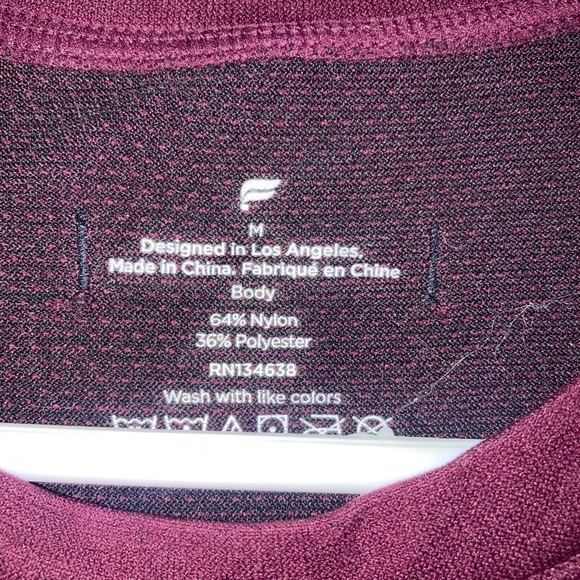 M
Designed in Los Angeles,
Made in China. Fabriqué en Chine
Body
64% Nylon
36% Polyester
RN134638
Wash with like colors